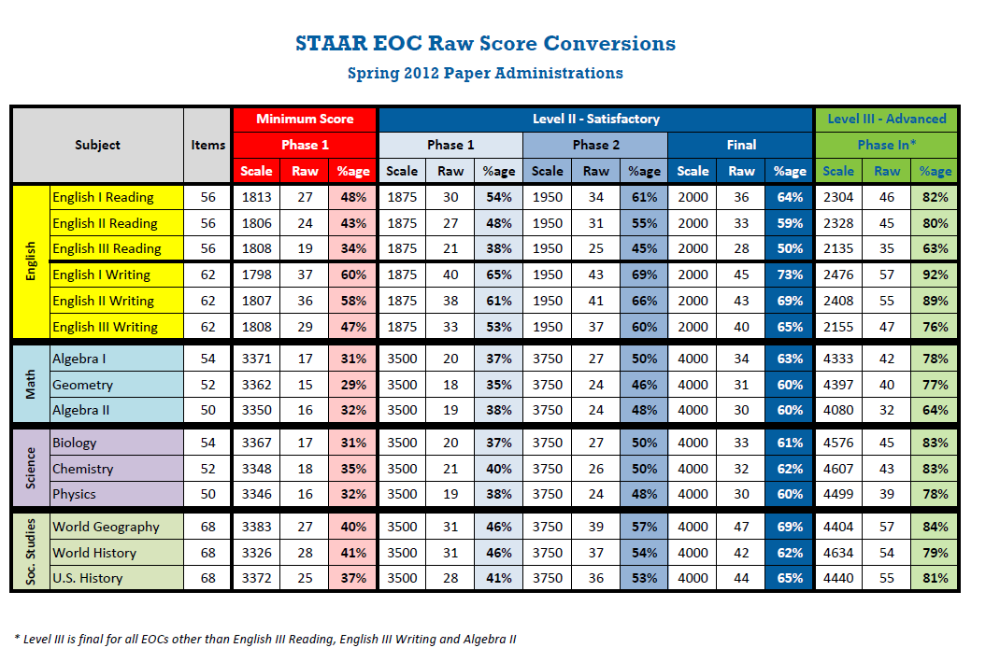 STAAR EOC Raw Score Conversions
Spring 2012 Paper Administrations
Subject Items Minimum Score Level II - Satisfactory Level III - Advanced
Phase 1 Phase 1 Phase 2 Final Phase In*
Scale Raw %age Scale Raw %age Scale Raw %age Scale Raw %age Scale Raw %age
English
English I Reading 56 1813 27 48% 1875 30 54% 1950 34 61% 2000 36 64% 2304 46 82%
English II Reading 56 1806 24 43% 1875 27 48% 1950 31 55% 2000 33 59% 2328 45 80%
English III Reading 56 1808 19 34% 1875 21 38% 1950 25 45% 2000 28 50% 2135 35 63%
English I Writing 62 1798 37 60% 1875 40 65% 1950 43 69% 2000 45 73% 2476 57 92%
English II Writing 62 1807 36 58% 1875 38 61% 1950 41 66% 2000 43 69% 2408 55 89%
English III Writing 62 1808 29 47% 1875 33 53% 1950 37 60% 2000 40 65% 2155 47 76%
Math
Algebra I 54 3371 17 31% 3500 20 37% 3750 27 50% 4000 34 63% 4333 42 78%
Geometry 52 3362 15 29% 3500 18 35% 3750 24 46% 4000 31 60% 4397 40 77%
Algebra II 50 3350 16 32% 3500 19 38% 3750 24 48% 4000 30 60% 4080 32 64%
Science
Biology 54 3367 17 31% 3500 20 37% 3750 27 50% 4000 33 61% 4576 45 83%
Chemistry 52 3348 18 35% 3500 21 40% 3750 26 50% 4000 32 62% 4607 43 83%
Physics 50 3346 16 32% 3500 19 38% 3750 24 48% 4000 30 60% 4499 39 78%
Soc. Studies
World Geography 68 3383 27 40% 3500 31 46% 3750 39 57% 4000 47 69% 4404 57 84%
World History 68 3326 28 41% 3500 31 46% 3750 37 54% 4000 42 62% 4634 54 79%
U.S. History 68 3372 25 37% 3500 28 41% 3750 36 53% 4000 44 65% 4440 55 81%
* Level III is final for all EOCs other than English III Reading, English III Writing and Algebra II